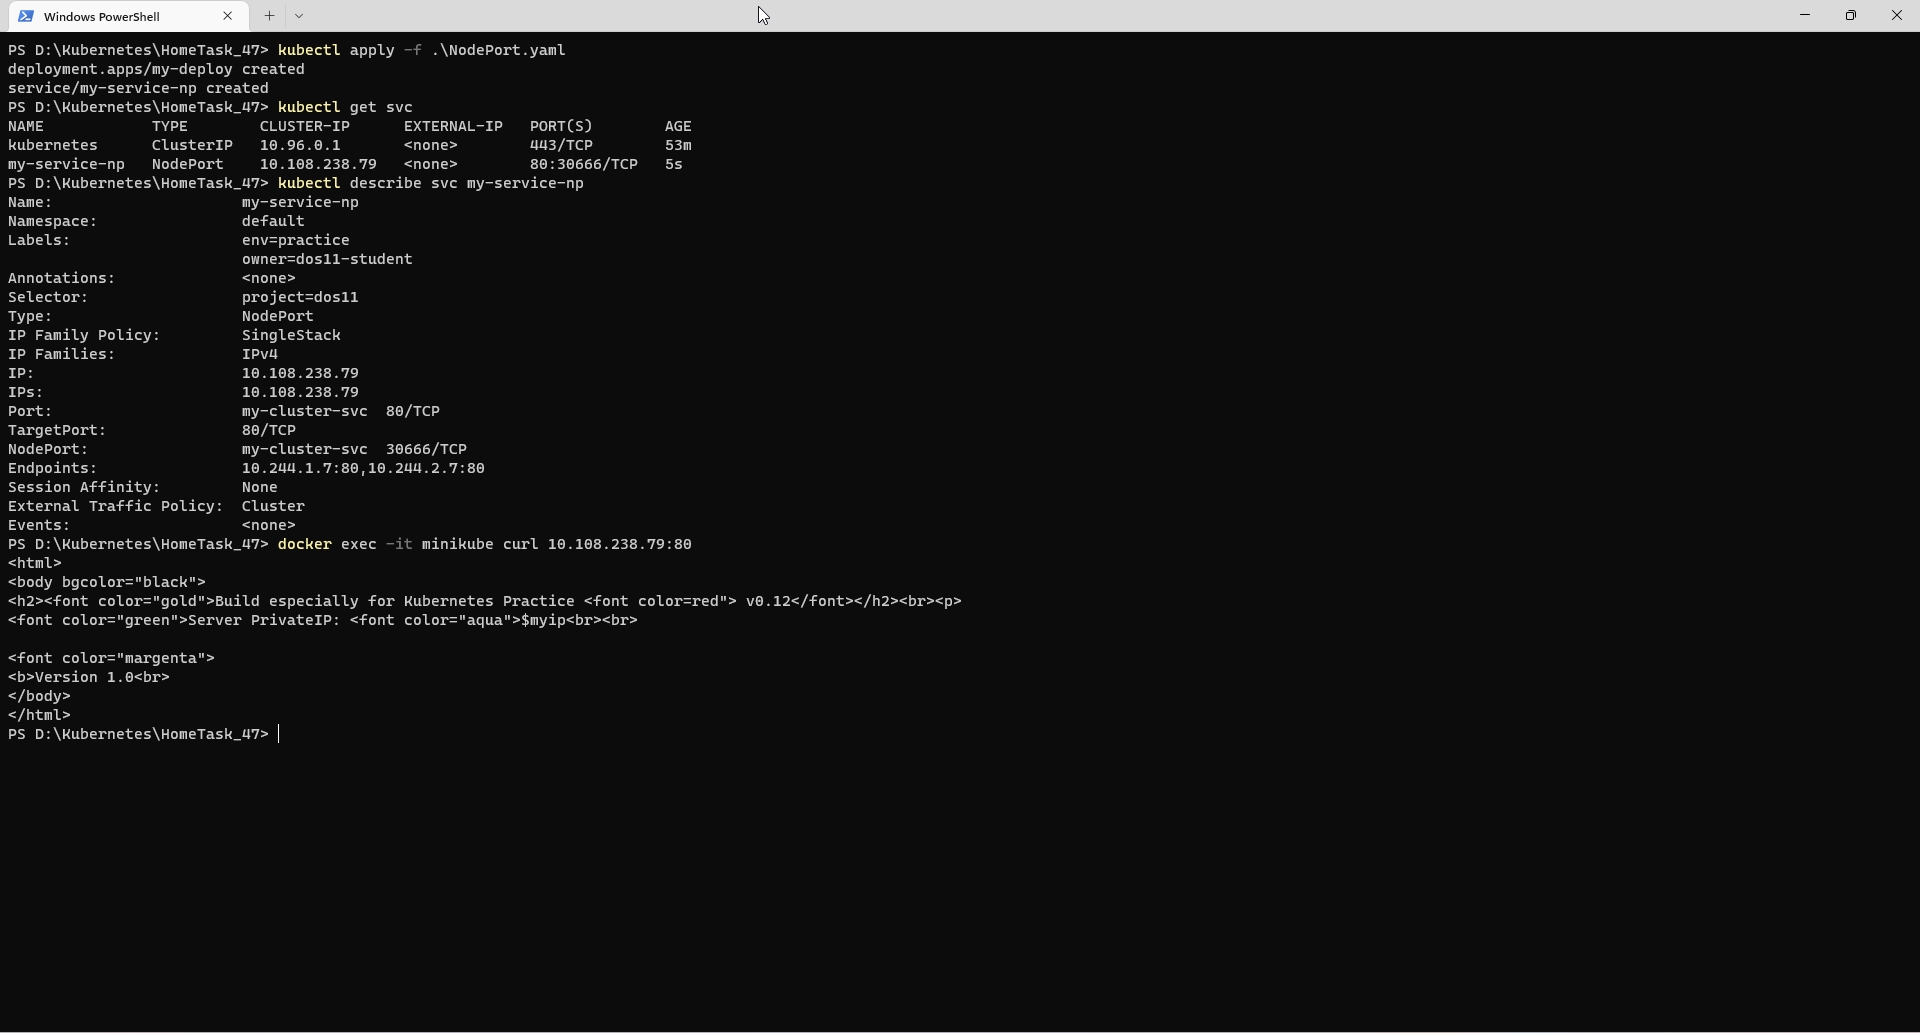 Windows PowerShell
PS D:\Kubernetes\HomeTask_47> kubectl apply -f .\NodePort.yaml
deployment.apps/my-deploy created
service/my-service-np created
PS D:\Kubernetes\HomeTask_47> kubectl get svc
NAME            TYPE        CLUSTER-IP      EXTERNAL-IP   PORT(S)        AGE
kubernetes      ClusterIP   10.96.0.1       <none>        443/TCP        53m
my-service-np   NodePort    10.108.238.79   <none>        80:30666/TCP   5s
PS D:\Kubernetes\HomeTask_47> kubectl describe svc my-service-np
Name:                     my-service-np
Namespace:                default
Labels:                   env=practice
                          owner=dos11-student
Annotations:              <none>
Selector:                 project=dos11
Type:                     NodePort
IP Family Policy:         SingleStack
IP Families:              IPv4
IP:                       10.108.238.79
IPs:                      10.108.238.79
Port:                     my-cluster-svc  80/TCP
TargetPort:               80/TCP
NodePort:                 my-cluster-svc  30666/TCP
Endpoints:                10.244.1.7:80,10.244.2.7:80
Session Affinity:         None
External Traffic Policy:  Cluster
Events:                   <none>
PS D:\Kubernetes\HomeTask_47> docker exec -it minikube curl 10.108.238.79:80
<html>
<body bgcolor="black">
<h2><font color="gold">Build especially for Kubernetes Practice <font color=red"> v0.12</font></h2><br><p>
<font color="green">Server PrivateIP: <font color="aqua">$myip<br><br>
<font color="margenta">
<b>Version 1.0<br>
</body>
</html>
PS D:\Kubernetes\HomeTask_47>